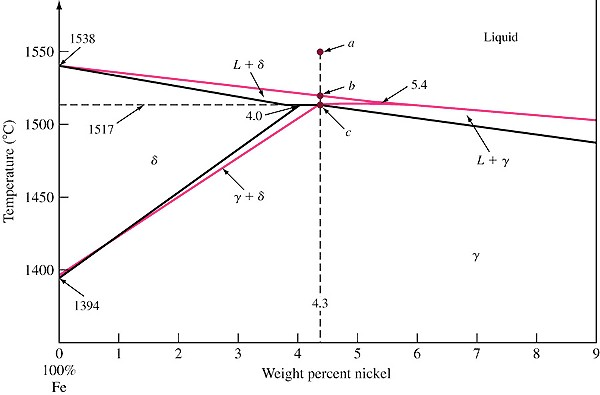 1538
1550
a
Liquid
L + δ
b
5.4
4.0
1517
1500
c
L + γ
Temperature (°C)
δ
γ + δ
1450
γ
1400
1394
4.3
0
1
2
3
4
5
6
7
8
9
100%
Fe
Weight percent nickel